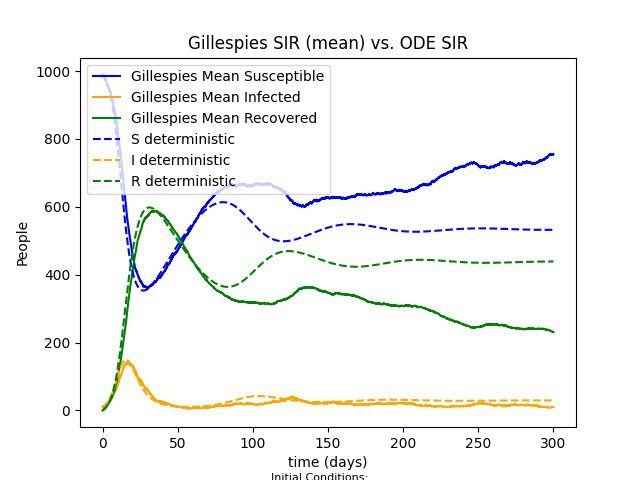 Gillespies SIR (mean) vs. ODE SIR
Gillespies Mean Susceptible
Gillespies Mean Infected
Gillespies Mean Recovered
S deterministic
I deterministic
R deterministic
People
1000
800
600
400
200
0
0 50 100 150 200 250 300
time (days)
Initial Conditions: